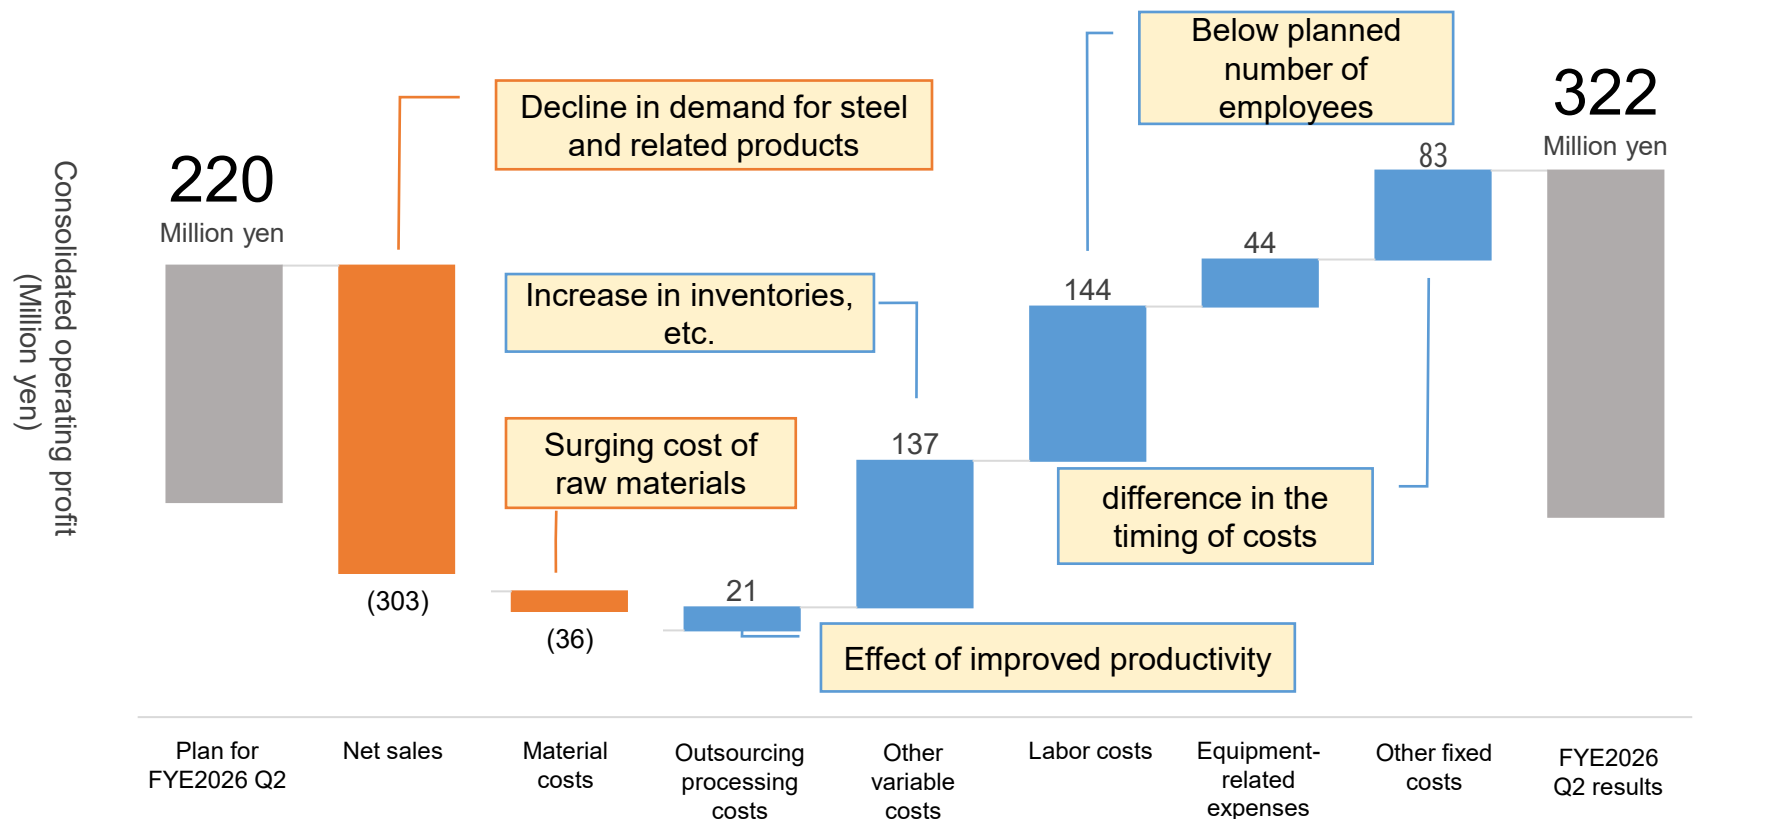 Consolidated operating profit
(Million yen)
220
Million yen
Decline in demand for steel
and related products
(303)
Surging cost of
raw materials
(36)
21
Effect of improved productivity
Increase in inventories,
etc.
137
Below planned
number of
employees
144
44
83
difference in the
timing of costs
322
Million yen
Plan for
FYE2026 Q2
Net sales
Material
costs
Outsourcing
processing
costs
Other
variable
costs
Labor costs
Equipment-
related
expenses
Other fixed
costs
FYE2026
Q2 results